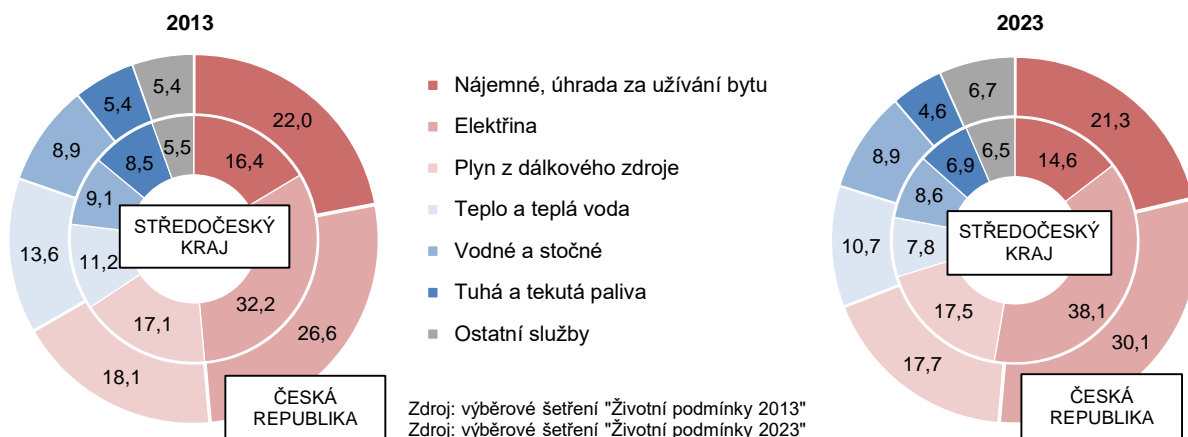 2013
5,4
5,4
22,0
8,9
8,5
5,5
16,4
9,1
STŘEDOČESKÝ
KRAJ
13,6
11,2
32,2
17,1
26,6
18,1
ČESKÁ
REPUBLIKA
Nájemné, úhrada za užívání bytu
Elektřina
Plyn z dálkového zdroje
Teplo a teplá voda
Vodné a stočné
Tuhá a tekutá paliva
Ostatní služby
Zdroj: výběrové šetření "Životní podmínky 2013"
Zdroj: výběrové šetření "Životní podmínky 2023"
2023
6,7
4,6
21,3
8,9
6,9
6,5
14,6
8,6
STŘEDOČESKÝ
KRAJ
10,7
7,8
17,5
38,1
30,1
17,7
ČESKÁ
REPUBLIKA